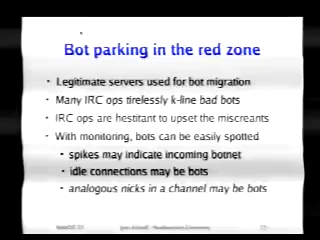 Bot parking in the red zone
• Legitimate servers used for bot migration
• Many IRC ops tirelessly k-line bad bots
• IRC ops are hestitant to upset the miscreants
• With monitoring, bots can be easily spotted
• spikes may indicate incoming botnet
• idle connections may be bots
• analogous nicks in a channel may be bots